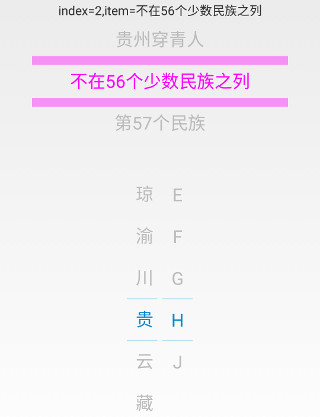 index=2,item=不在56个少数民族之列
贵州穿青人
不在56个少数民族之列
第57个民族
琼 E
渝 F
川 G
贵 H
云 J
藏